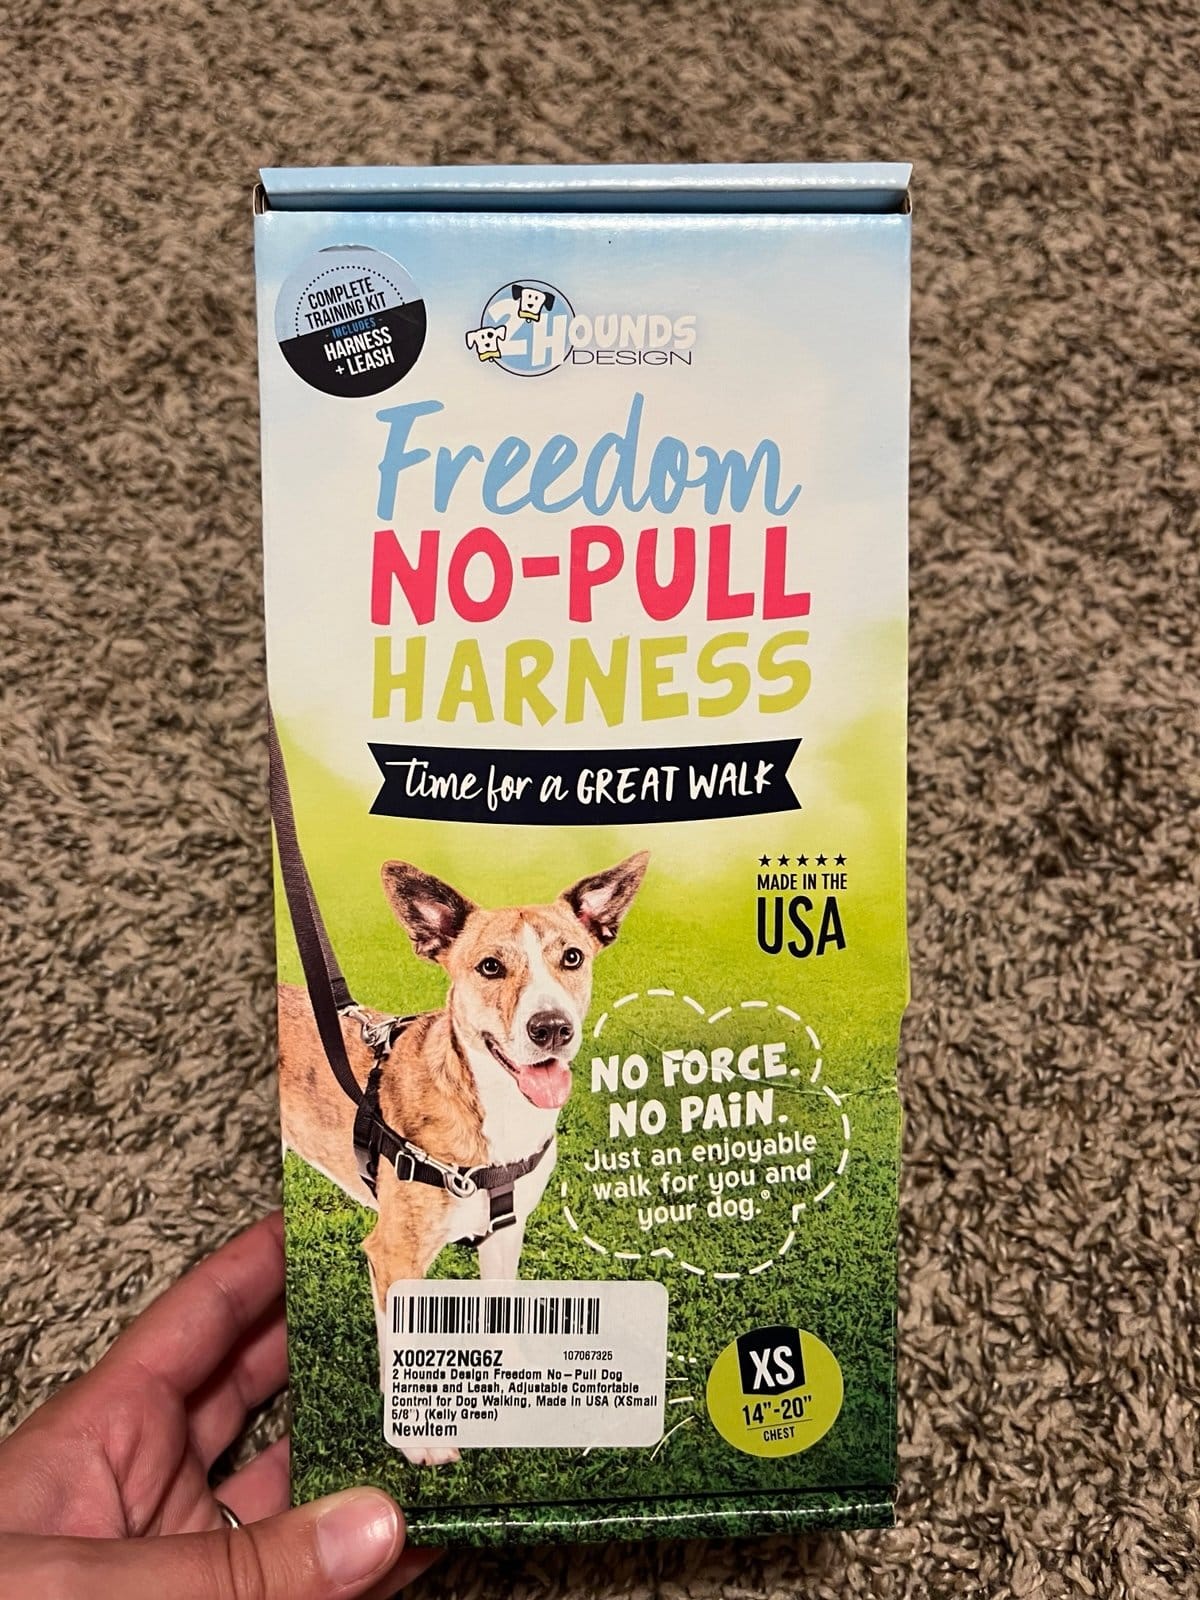 COMPLETE
TRAINING KIT
- INCLUDES -
HARNESS
+ LEASH
2 HOUNDS
DESIGN
Freedom
NO-PULL
HARNESS
time for a GREAT WALK
★★★★★
MADE IN THE
USA
NO FORCE.
NO PAiN.
Just an enjoyable
walk for you and
your dog.®
X00272NG6Z 107067325
2 Hounds Design Freedom No-Pull Dog
Harness and Leash, Adjustable Comfortable
Control for Dog Walking, Made in USA (XSmall
5/8") (Kelly Green)
NewItem
XS
14"-20"
CHEST